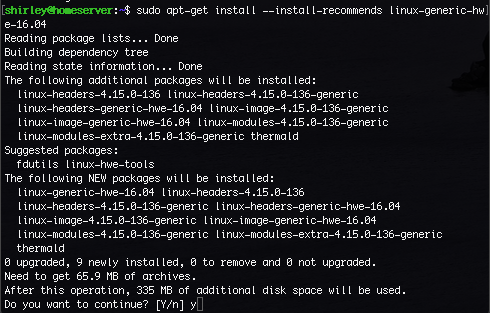 [shirley@homeserver:~$ sudo apt-get install --install-recommends linux-generic-hw]
e-16.04
Reading package lists... Done
Building dependency tree
Reading state information... Done
The following additional packages will be installed:
linux-headers-4.15.0-136 linux-headers-4.15.0-136-generic
linux-headers-generic-hwe-16.04 linux-image-4.15.0-136-generic
linux-image-generic-hwe-16.04 linux-modules-4.15.0-136-generic
linux-modules-extra-4.15.0-136-generic thermald
Suggested packages:
fdutils linux-hwe-tools
The following NEW packages will be installed:
linux-generic-hwe-16.04 linux-headers-4.15.0-136
linux-headers-4.15.0-136-generic linux-headers-generic-hwe-16.04
linux-image-4.15.0-136-generic linux-image-generic-hwe-16.04
linux-modules-4.15.0-136-generic linux-modules-extra-4.15.0-136-generic
thermald
0 upgraded, 9 newly installed, 0 to remove and 0 not upgraded.
Need to get 65.9 MB of archives.
After this operation, 335 MB of additional disk space will be used.
Do you want to continue? [Y/n] y